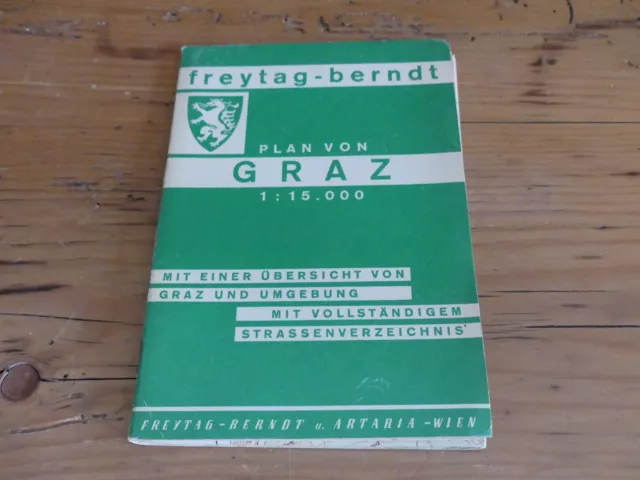 freytag-berndt
PLAN VON
GRAZ
1:15.000
MIT EINER ÜBERSICHT VON
GRAZ UND UMGEBUNG
MIT VOLLSTÄNDIGEM
STRASSENVERZEICHNIS
FREYTAG-BERNDT u. ARTARIA-WIEN